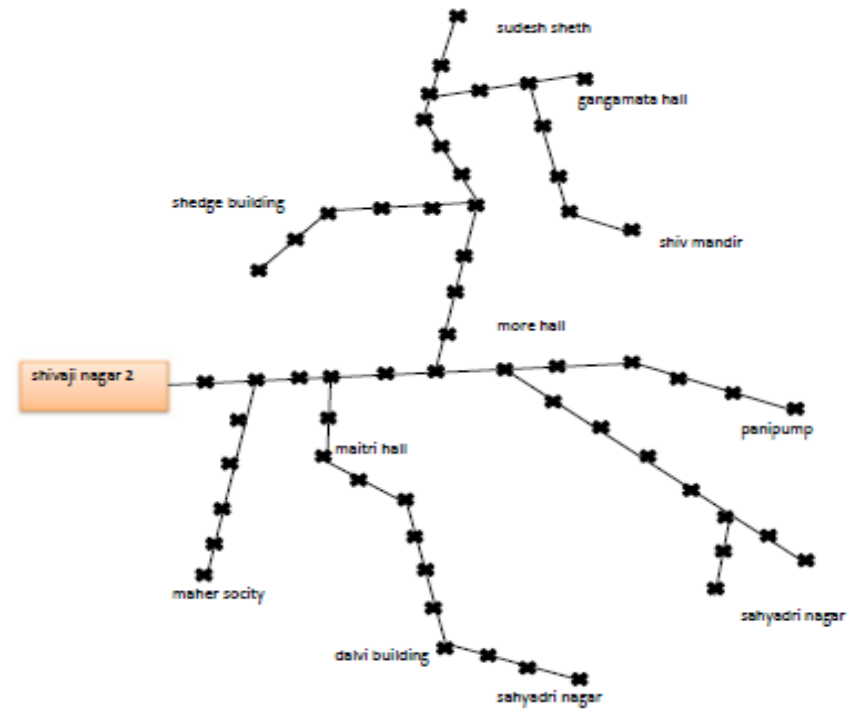 sudesh sheth
gangamata hall
shedge building
shiv mandir
more hall
shivaji nagar 2
panipump
maitri hall
maher socity
sahyadri nagar
dalvi building
sahyadri nagar